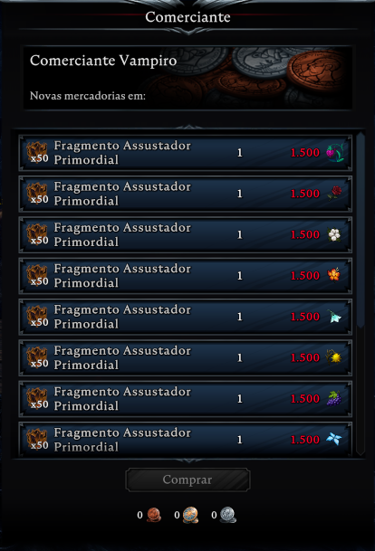 Comerciante
Comerciante Vampiro
Novas mercadorias em:
x50 Fragmento Assustador Primordial 1 1.500
x50 Fragmento Assustador Primordial 1 1.500
x50 Fragmento Assustador Primordial 1 1.500
x50 Fragmento Assustador Primordial 1 1.500
x50 Fragmento Assustador Primordial 1 1.500
x50 Fragmento Assustador Primordial 1 1.500
x50 Fragmento Assustador Primordial 1 1.500
x50 Fragmento Assustador Primordial 1 1.500
Comprar
0 0 0